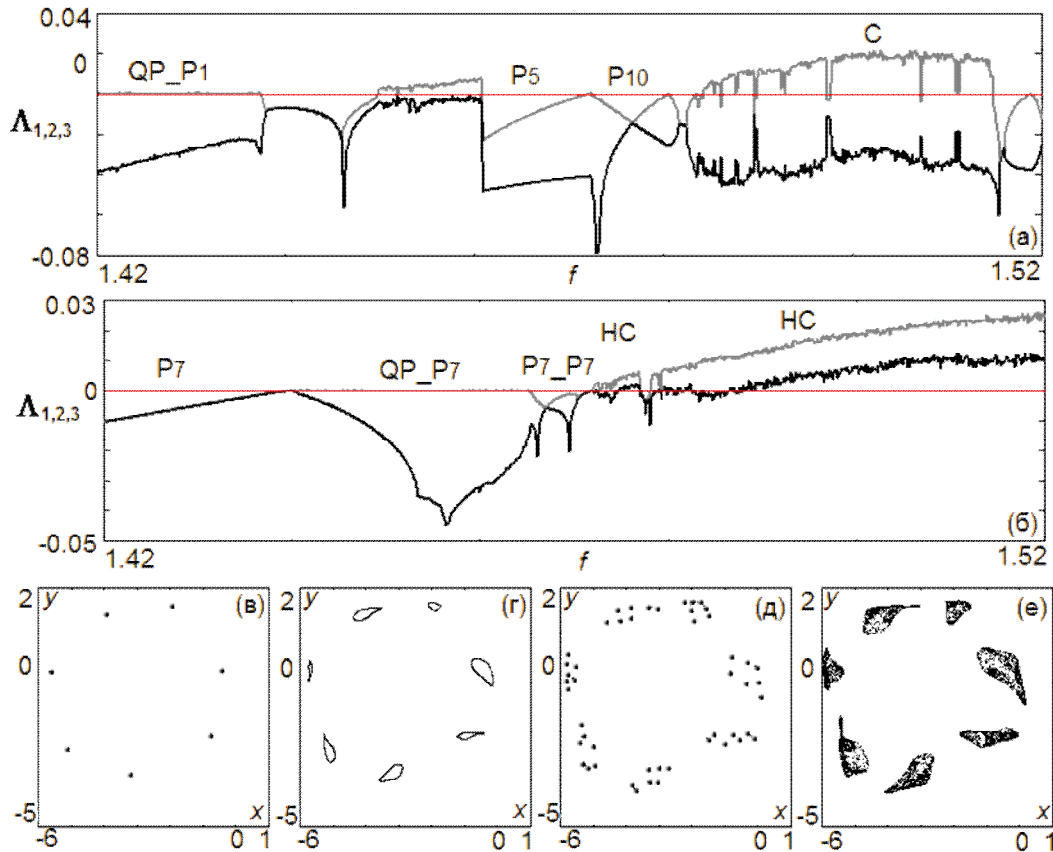 0.04
0
-0.08
Λ1,2,3
QP_P1
P5
P10
C
(а)
1.42
f
1.52
0.03
0
-0.05
Λ1,2,3
P7
QP_P7
P7_P7
HC
HC
(б)
1.42
f
1.52
2 y (в)
0
-5 x
-6 0 1
2 y (г)
0
-5 x
-6 0 1
2 y (д)
0
-5 x
-6 0 1
2 y (е)
0
-5 x
-6 0 1